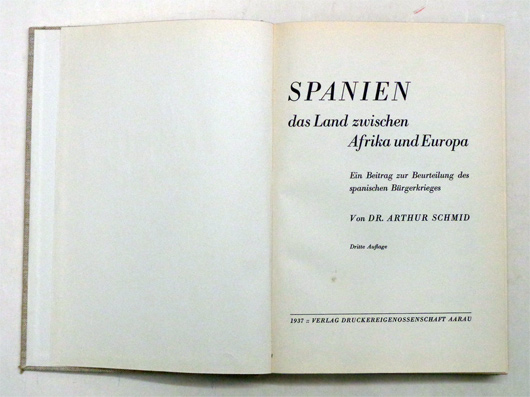 SPANIEN
das Land zwischen
Afrika und Europa
Ein Beitrag zur Beurteilung des
spanischen Bürgerkrieges
Von DR. ARTHUR SCHMID
Dritte Auflage
1937 :: VERLAG DRUCKEREIGENOSSENSCHAFT AARAU